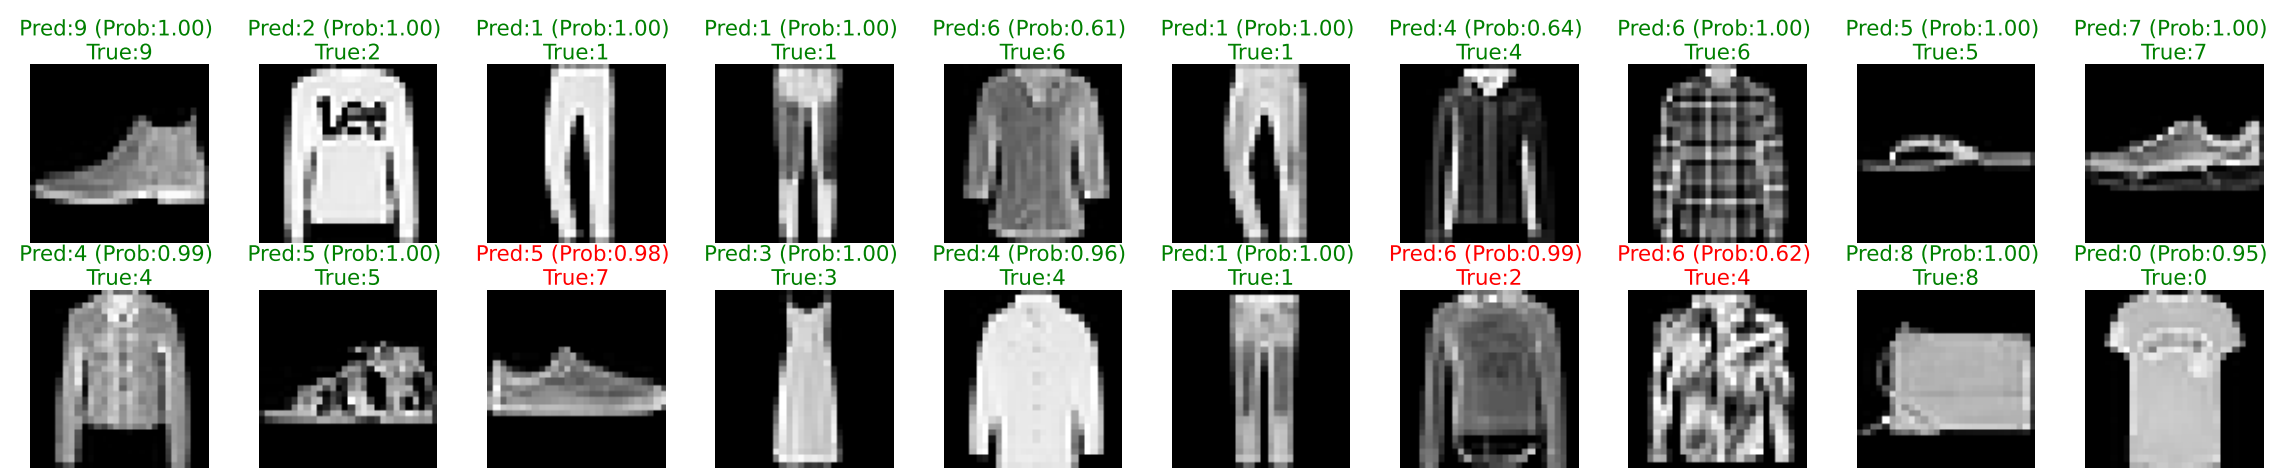 Pred:9 (Prob:1.00) Pred:2 (Prob:1.00) Pred:1 (Prob:1.00) Pred:1 (Prob:1.00) Pred:6 (Prob:0.61) Pred:1 (Prob:1.00) Pred:4 (Prob:0.64) Pred:6 (Prob:1.00) Pred:5 (Prob:1.00) Pred:7 (Prob:1.00)
True:9 True:2 True:1 True:1 True:6 True:1 True:4 True:6 True:5 True:7
Lee
Pred:4 (Prob:0.99) Pred:5 (Prob:1.00) Pred:5 (Prob:0.98) Pred:3 (Prob:1.00) Pred:4 (Prob:0.96) Pred:1 (Prob:1.00) Pred:6 (Prob:0.99) Pred:6 (Prob:0.62) Pred:8 (Prob:1.00) Pred:0 (Prob:0.95)
True:4 True:5 True:7 True:3 True:4 True:1 True:2 True:4 True:8 True:0